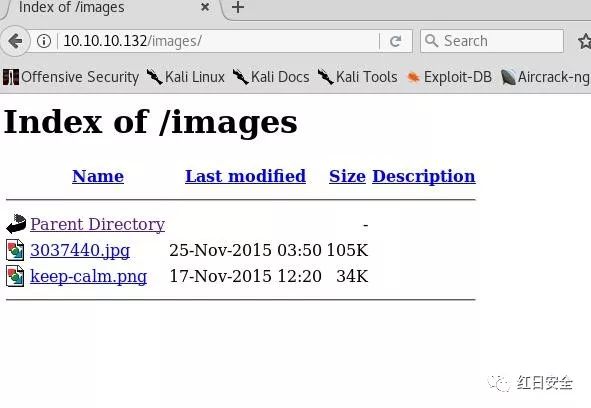 Index of /images
10.10.10.132/images/
Search
Offensive Security Kali Linux Kali Docs Kali Tools Exploit-DB Aircrack-ng
Index of /images
Name Last modified Size Description
Parent Directory -
3037440.jpg 25-Nov-2015 03:50 105K
keep-calm.png 17-Nov-2015 12:20 34K
红日安全